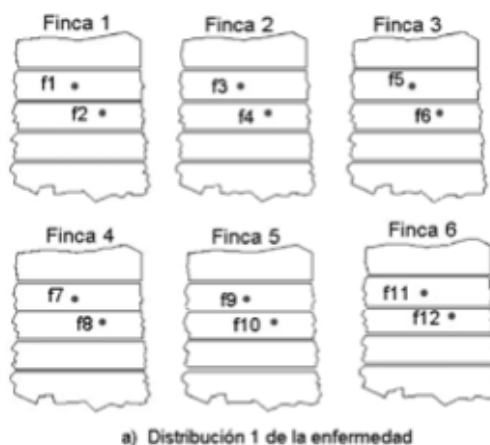 Finca 1
Finca 2
Finca 3
f1
f3
f5
f2
f4
f6
Finca 4
Finca 5
Finca 6
f7
f9
f11
f8
f10
f12
a) Distribución 1 de la enfermedad